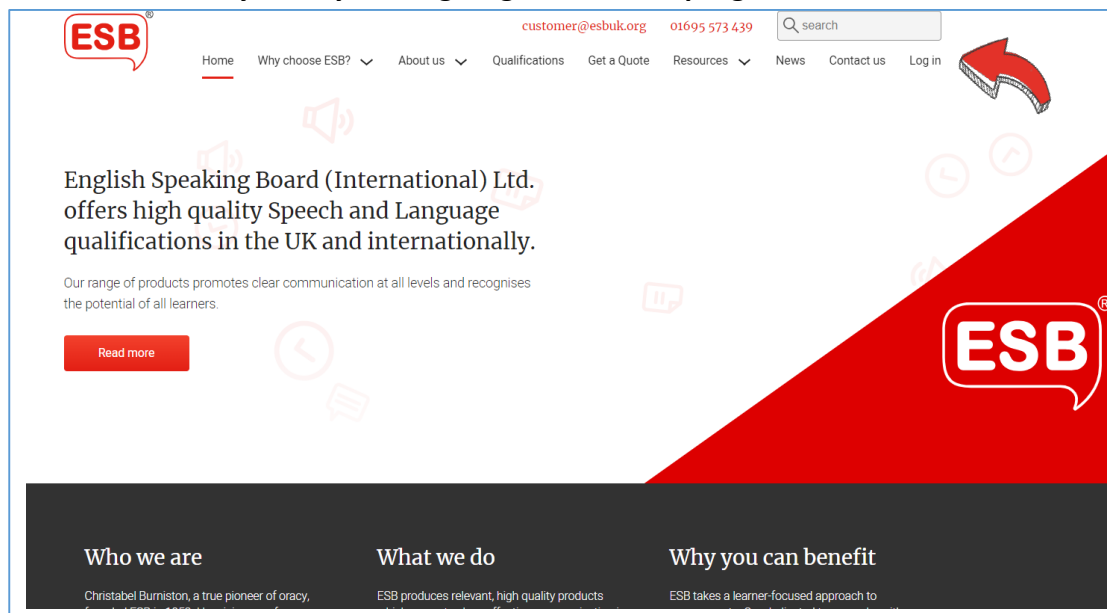 ESB®
customer@esbuk.org 01695 573 439 search
Home Why choose ESB? About us Qualifications Get a Quote Resources News Contact us Log in
English Speaking Board (International) Ltd.
offers high quality Speech and Language
qualifications in the UK and internationally.
Our range of products promotes clear communication at all levels and recognises
the potential of all learners.
Read more
ESB®
Who we are What we do Why you can benefit
Christabel Burniston, a true pioneer of oracy, ESB produces relevant, high quality products ESB takes a learner-focused approach to